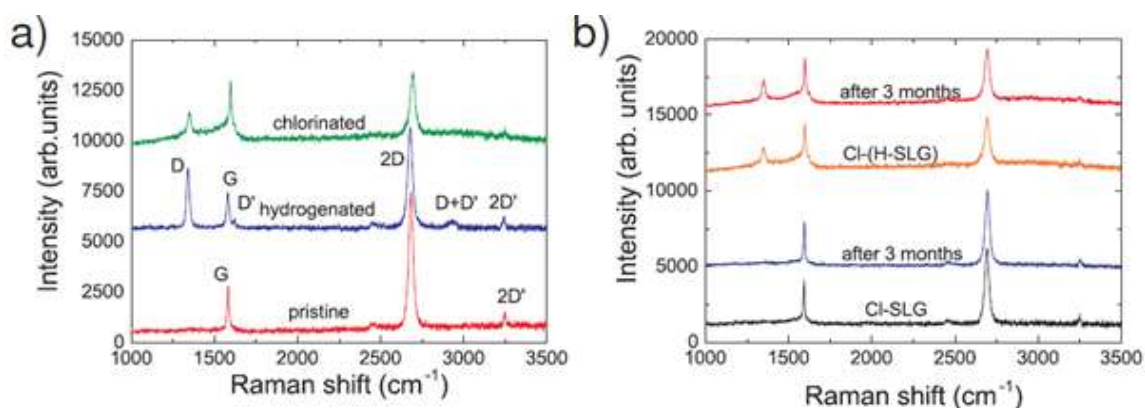 a)
Intensity (arb.units)
15000
12500
10000
7500
5000
2500
0
chlorinated
D
G
D'
hydrogenated
2D
D+D'
2D'
G
pristine
2D'
1000 1500 2000 2500 3000 3500
Raman shift (cm⁻¹)
b)
Intensity (arb. units)
20000
15000
10000
5000
0
after 3 months
Cl-(H-SLG)
after 3 months
Cl-SLG
1000 1500 2000 2500 3000 3500
Raman shift (cm⁻¹)